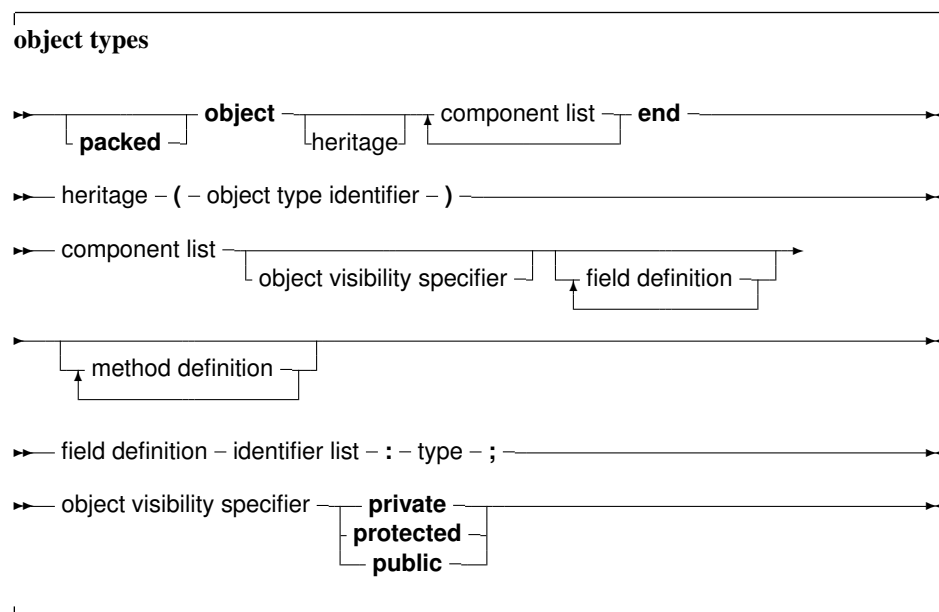 object types
packed object heritage component list end
heritage ( object type identifier )
component list object visibility specifier field definition
method definition
field definition identifier list : type ;
object visibility specifier private
protected
public